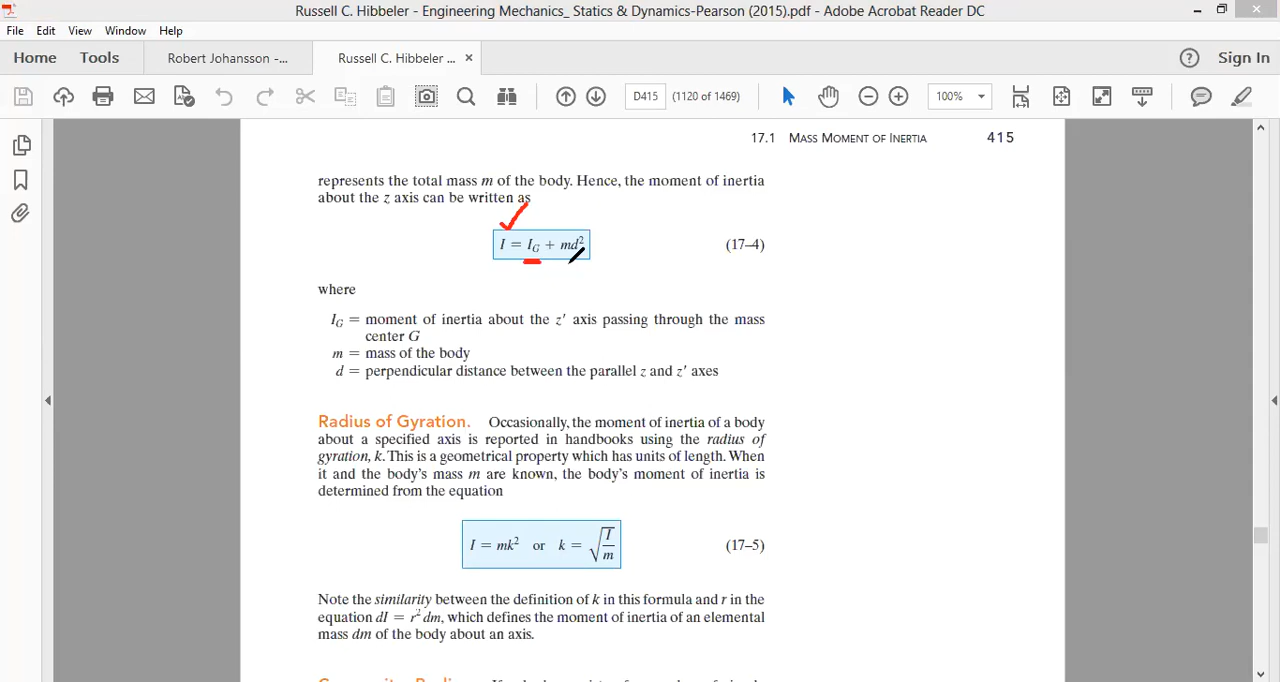 Russell C. Hibbeler - Engineering Mechanics_ Statics & Dynamics-Pearson (2015).pdf - Adobe Acrobat Reader DC
File Edit View Window Help
Home Tools Robert Johansson -... Russell C. Hibbeler ... × Sign In
D415 (1120 of 1469) 100%
17.1 MASS MOMENT OF INERTIA 415
represents the total mass m of the body. Hence, the moment of inertia
about the z axis can be written as
I = I_G + md² (17–4)
where
I_G = moment of inertia about the z′ axis passing through the mass
center G
m = mass of the body
d = perpendicular distance between the parallel z and z′ axes
Radius of Gyration. Occasionally, the moment of inertia of a body
about a specified axis is reported in handbooks using the radius of
gyration, k. This is a geometrical property which has units of length. When
it and the body's mass m are known, the body's moment of inertia is
determined from the equation
I = mk² or k = √(I/m) (17–5)
Note the similarity between the definition of k in this formula and r in the
equation dI = r² dm, which defines the moment of inertia of an elemental
mass dm of the body about an axis.